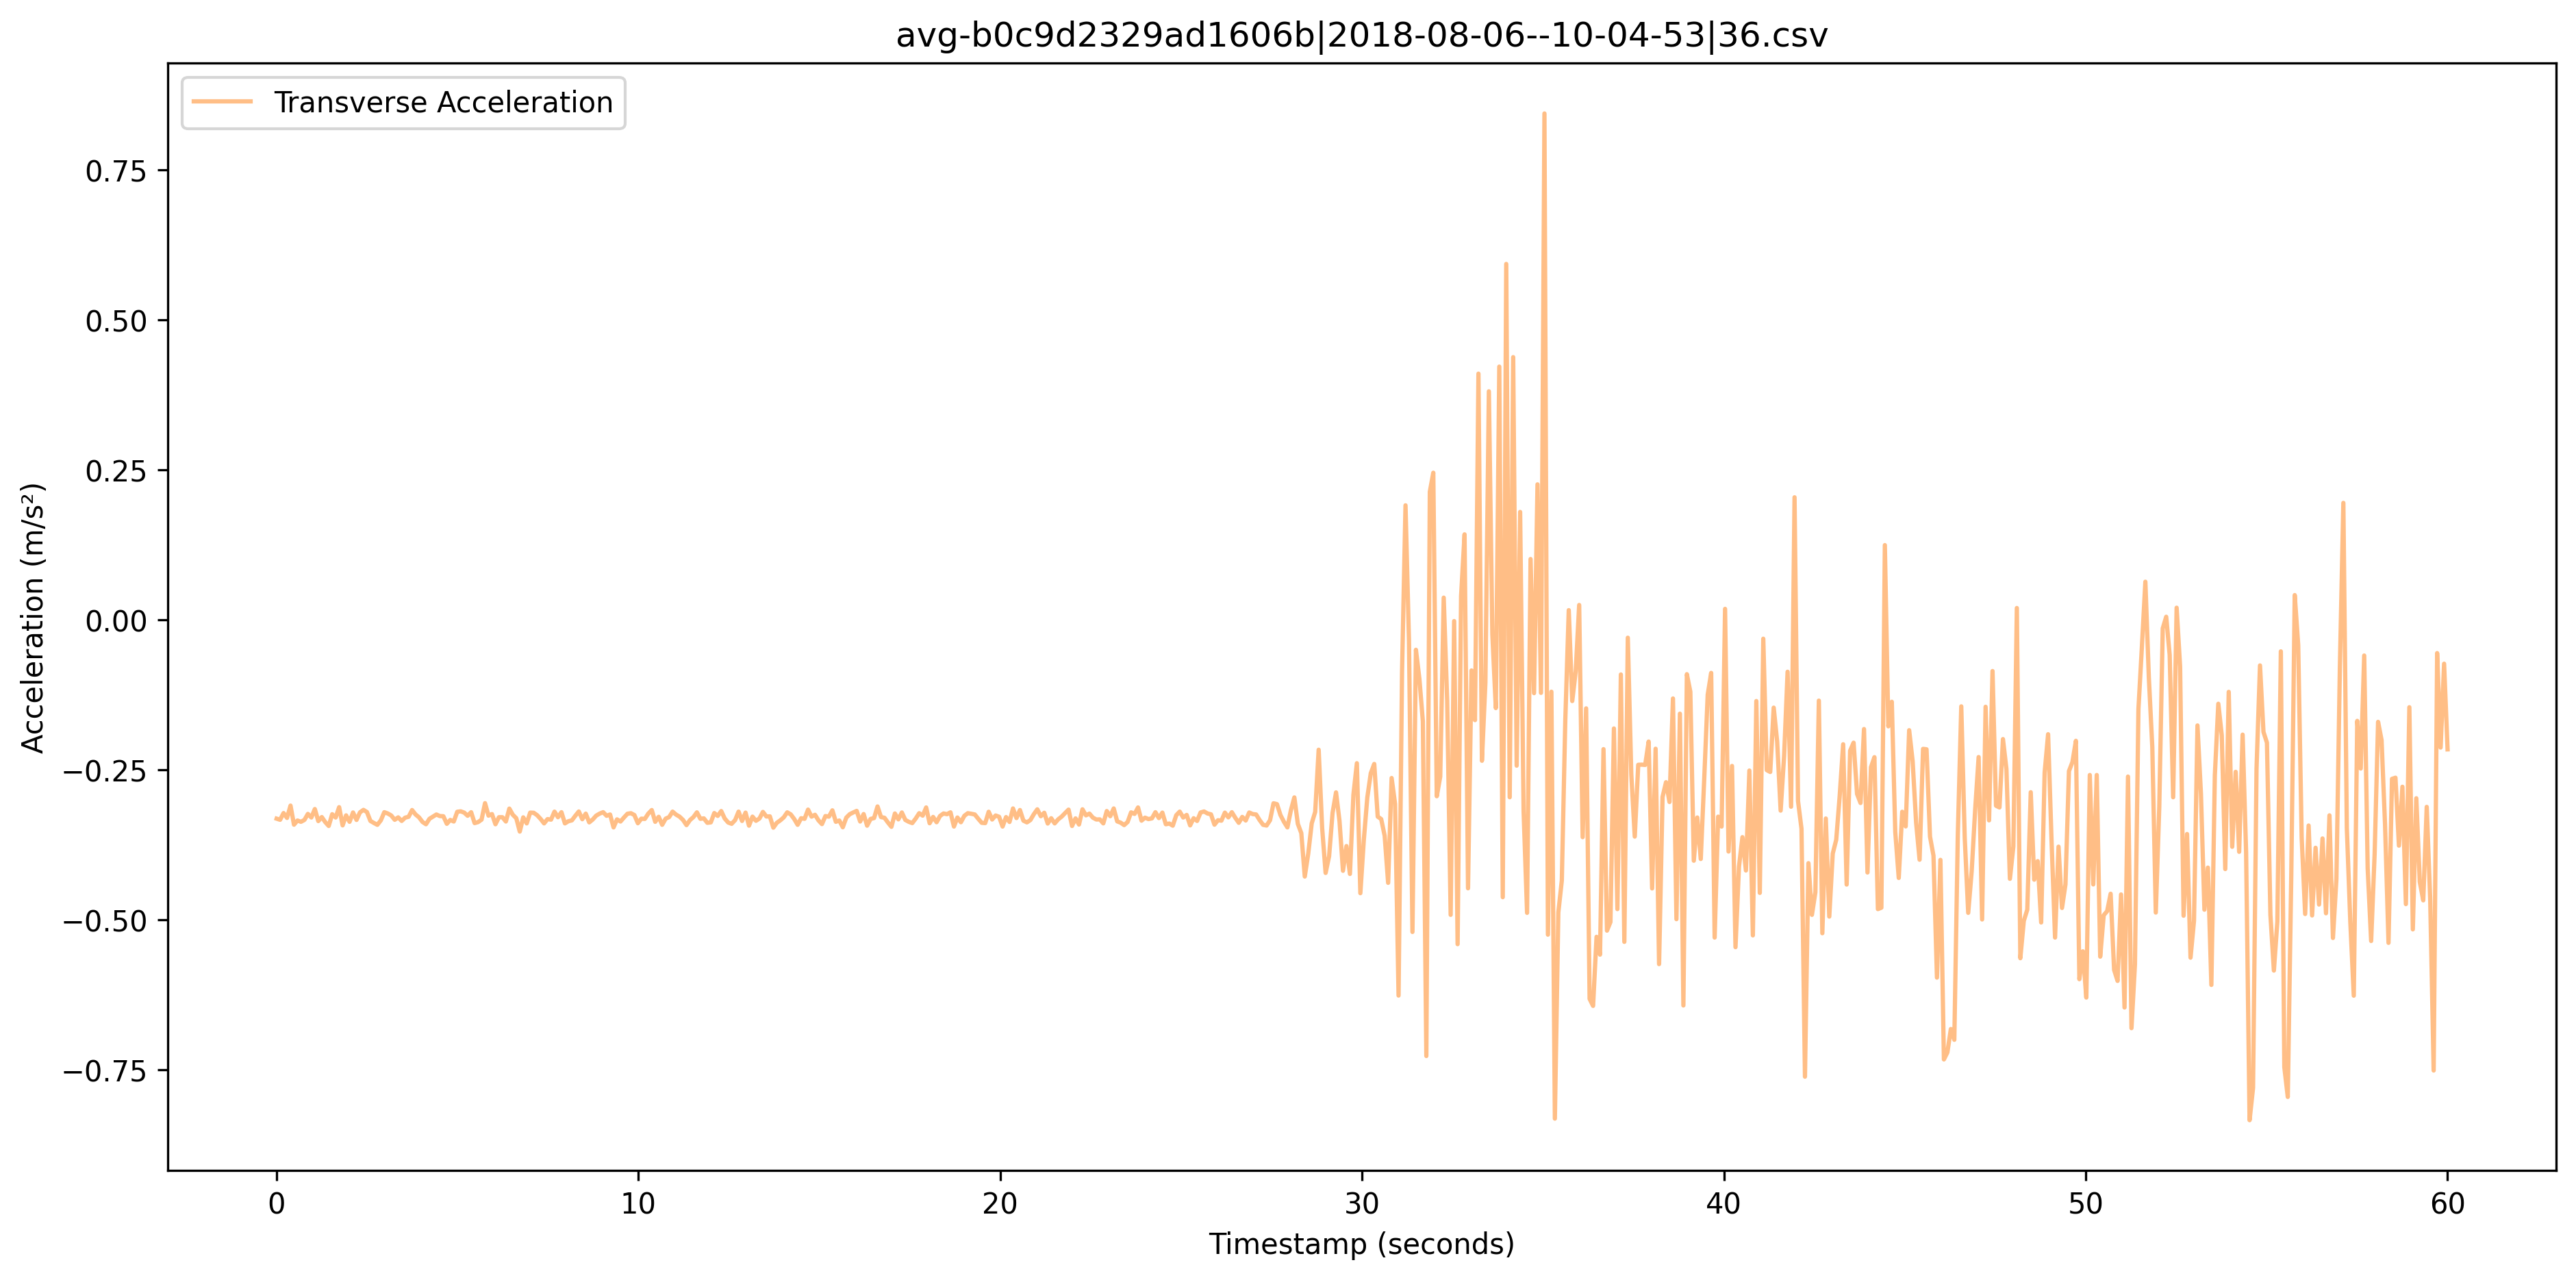 avg-b0c9d2329ad1606b|2018-08-06--10-04-53|36.csv
Transverse Acceleration
Acceleration (m/s²)
0.75
0.50
0.25
0.00
−0.25
−0.50
−0.75
0 10 20 30 40 50 60
Timestamp (seconds)